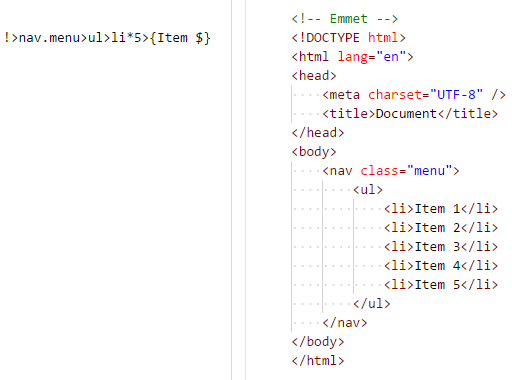 !>nav.menu>ul>li*5>{Item $}
<!-- Emmet -->
<!DOCTYPE html>
<html lang="en">
<head>
    <meta charset="UTF-8" />
    <title>Document</title>
</head>
<body>
    <nav class="menu">
        <ul>
            <li>Item 1</li>
            <li>Item 2</li>
            <li>Item 3</li>
            <li>Item 4</li>
            <li>Item 5</li>
        </ul>
    </nav>
</body>
</html>